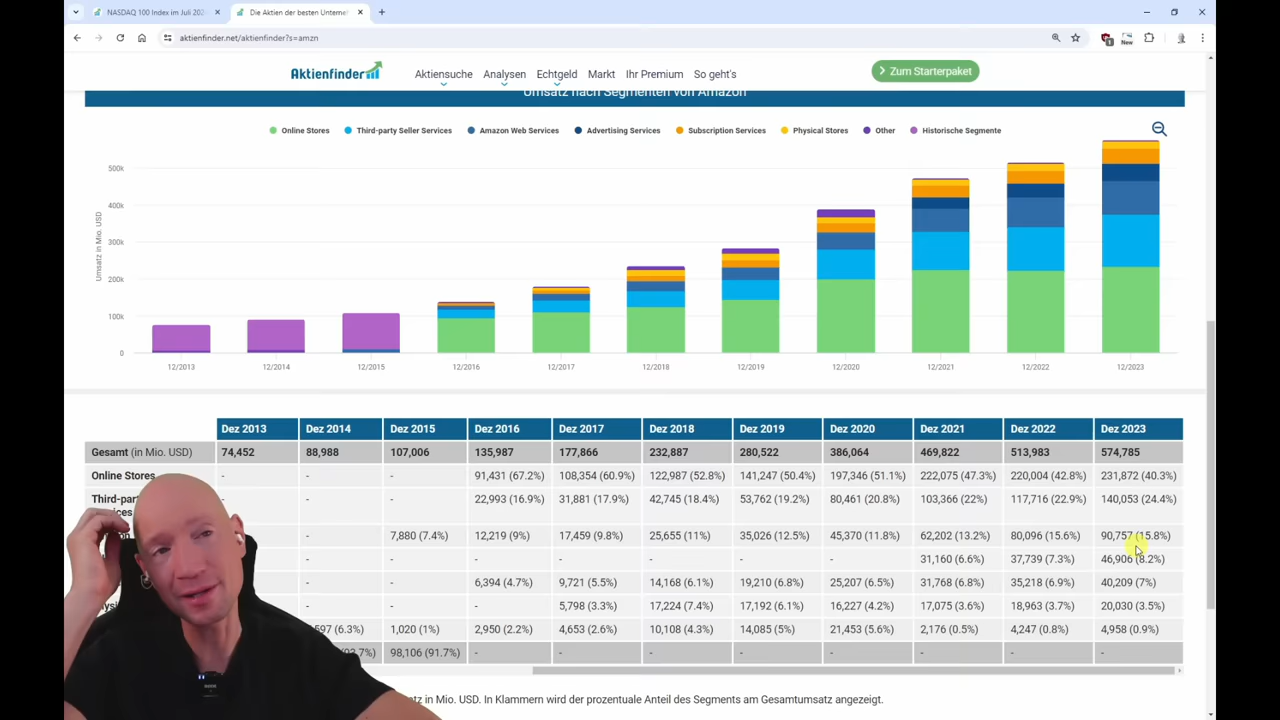 NASDAQ 100 Index im Juli 202
Die Aktien der besten Unterne
aktienfinder.net/aktienfinder?s=amzn
New
Aktienfinder
Aktiensuche Analysen Echtgeld Markt Ihr Premium So geht's
Zum Starterpaket
Umsatz nach Segmenten von Amazon
Online Stores Third-party Seller Services Amazon Web Services Advertising Services Subscription Services Physical Stores Other Historische Segmente
Umsatz in Mio. USD
500k
400k
300k
200k
100k
0
12/2013 12/2014 12/2015 12/2016 12/2017 12/2018 12/2019 12/2020 12/2021 12/2022 12/2023
Dez 2013 Dez 2014 Dez 2015 Dez 2016 Dez 2017 Dez 2018 Dez 2019 Dez 2020 Dez 2021 Dez 2022 Dez 2023
Gesamt (in Mio. USD) 74,452 88,988 107,006 135,987 177,866 232,887 280,522 386,064 469,822 513,983 574,785
Online Stores - - - 91,431 (67.2%) 108,354 (60.9%) 122,987 (52.8%) 141,247 (50.4%) 197,346 (51.1%) 222,075 (47.3%) 220,004 (42.8%) 231,872 (40.3%)
Third-par - - - 22,993 (16.9%) 31,881 (17.9%) 42,745 (18.4%) 53,762 (19.2%) 80,461 (20.8%) 103,366 (22%) 117,716 (22.9%) 140,053 (24.4%)
ices
- 7,880 (7.4%) 12,219 (9%) 17,459 (9.8%) 25,655 (11%) 35,026 (12.5%) 45,370 (11.8%) 62,202 (13.2%) 80,096 (15.6%) 90,757 (15.8%)
- - - - - - - 31,160 (6.6%) 37,739 (7.3%) 46,906 (8.2%)
- - 6,394 (4.7%) 9,721 (5.5%) 14,168 (6.1%) 19,210 (6.8%) 25,207 (6.5%) 31,768 (6.8%) 35,218 (6.9%) 40,209 (7%)
- - - 5,798 (3.3%) 17,224 (7.4%) 17,192 (6.1%) 16,227 (4.2%) 17,075 (3.6%) 18,963 (3.7%) 20,030 (3.5%)
597 (6.3%) 1,020 (1%) 2,950 (2.2%) 4,653 (2.6%) 10,108 (4.3%) 14,085 (5%) 21,453 (5.6%) 2,176 (0.5%) 4,247 (0.8%) 4,958 (0.9%)
7%) 98,106 (91.7%) - - - - - - - -
tz in Mio. USD. In Klammern wird der prozentuale Anteil des Segments am Gesamtumsatz angezeigt.